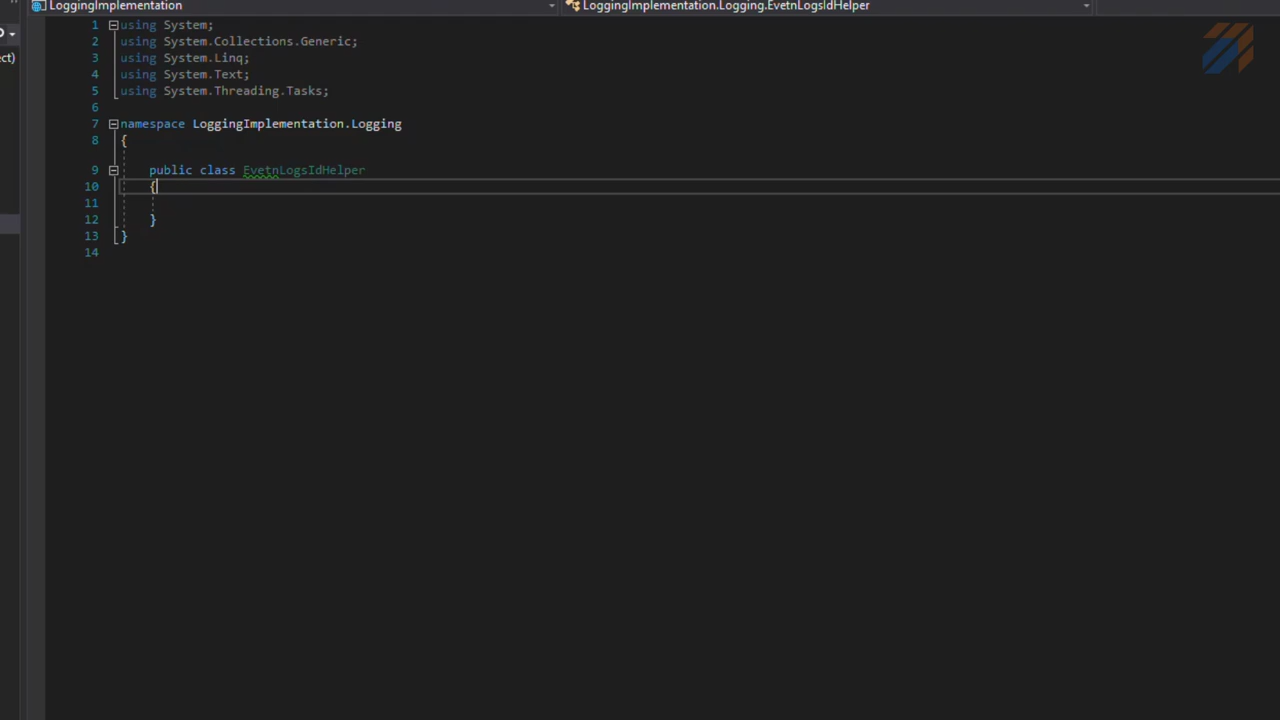 LoggingImplementation
LoggingImplementation.Logging.EvetnLogsIdHelper
ct)
1 using System;
2 using System.Collections.Generic;
3 using System.Linq;
4 using System.Text;
5 using System.Threading.Tasks;
6
7 namespace LoggingImplementation.Logging
8 {
9 public class EvetnLogsIdHelper
10 {
11
12 }
13 }
14